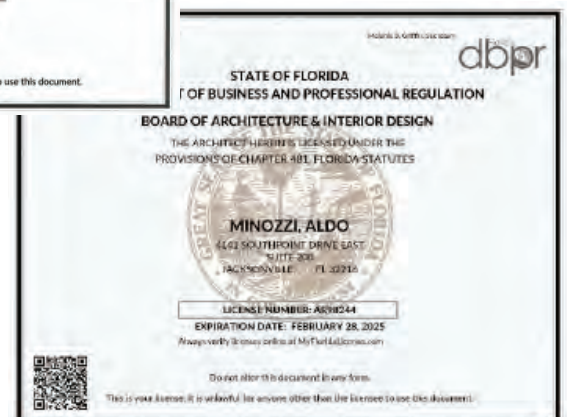 o use this document.
dbpr
STATE OF FLORIDA
T OF BUSINESS AND PROFESSIONAL REGULATION
BOARD OF ARCHITECTURE & INTERIOR DESIGN
THE ARCHITECT HEREIN IS LICENSED UNDER THE
PROVISIONS OF CHAPTER 481, FLORIDA STATUTES
MINOZZI, ALDO
SOUTHPOINT DRIVE EAST
SUITE 200
JACKSONVILLE FL 32216
LICENSE NUMBER:
EXPIRATION DATE: FEBRUARY 28, 2025
Always verify licenses online at MyFloridaLicense.com
Do not alter this document in any form.
This is your license. It is unlawful for anyone other than the licensee to use this document.